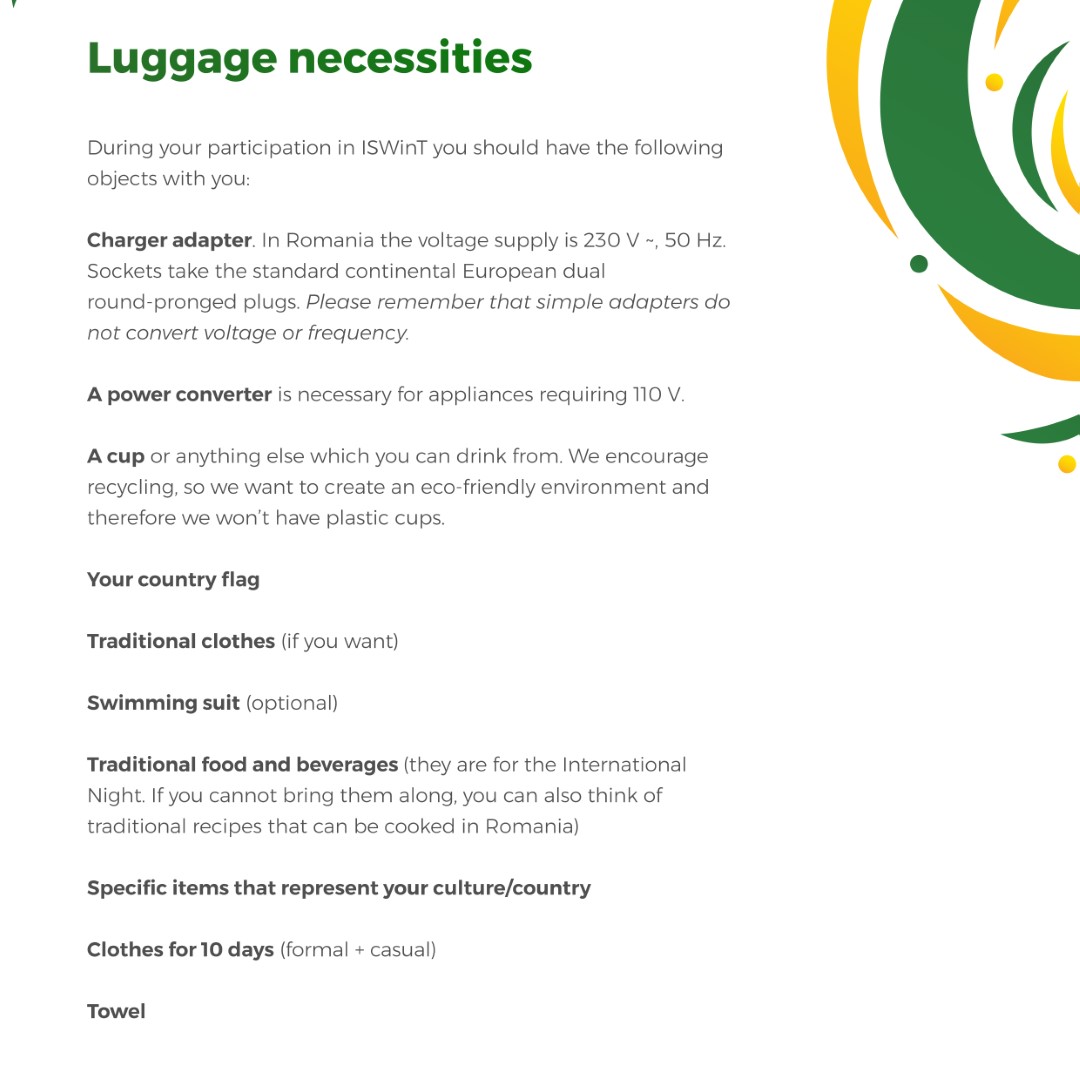 Luggage necessities
During your participation in ISWinT you should have the following
objects with you:
Charger adapter. In Romania the voltage supply is 230 V ~, 50 Hz.
Sockets take the standard continental European dual
round-pronged plugs. Please remember that simple adapters do
not convert voltage or frequency.
A power converter is necessary for appliances requiring 110 V.
A cup or anything else which you can drink from. We encourage
recycling, so we want to create an eco-friendly environment and
therefore we won’t have plastic cups.
Your country flag
Traditional clothes (if you want)
Swimming suit (optional)
Traditional food and beverages (they are for the International
Night. If you cannot bring them along, you can also think of
traditional recipes that can be cooked in Romania)
Specific items that represent your culture/country
Clothes for 10 days (formal + casual)
Towel